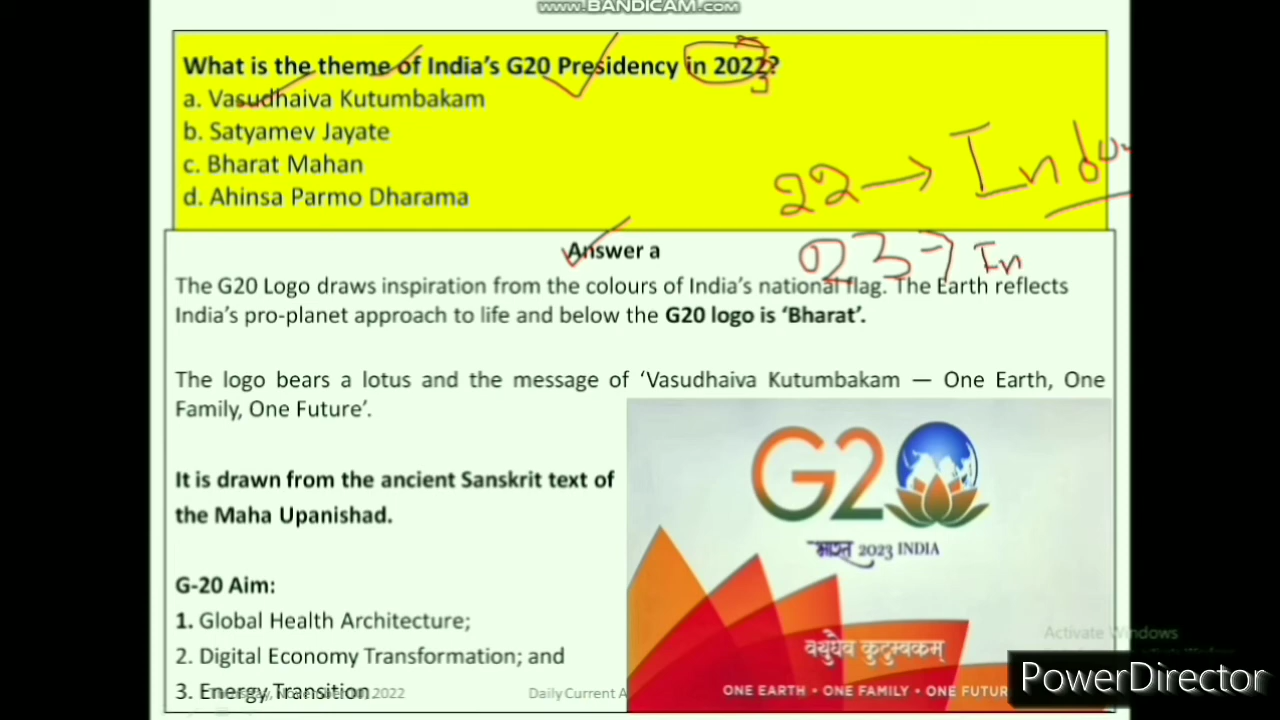 www.BANDICAM.com
What is the theme of India's G20 Presidency in 2022?
3
a. Vasudhaiva Kutumbakam
b. Satyamev Jayate
c. Bharat Mahan
d. Ahinsa Parmo Dharama
22 → Indo
Answer a
023 → In
The G20 Logo draws inspiration from the colours of India's national flag. The Earth reflects
India's pro-planet approach to life and below the G20 logo is 'Bharat'.
The logo bears a lotus and the message of 'Vasudhaiva Kutumbakam — One Earth, One
Family, One Future'.
It is drawn from the ancient Sanskrit text of
the Maha Upanishad.
G-20 Aim:
1. Global Health Architecture;
2. Digital Economy Transformation; and
3. Energy Transition
G20
भारत 2023 INDIA
वसुधैव कुटुम्बकम्
ONE EARTH • ONE FAMILY • ONE FUTUR
Activate Windows
2022
Daily Current A
PowerDirector